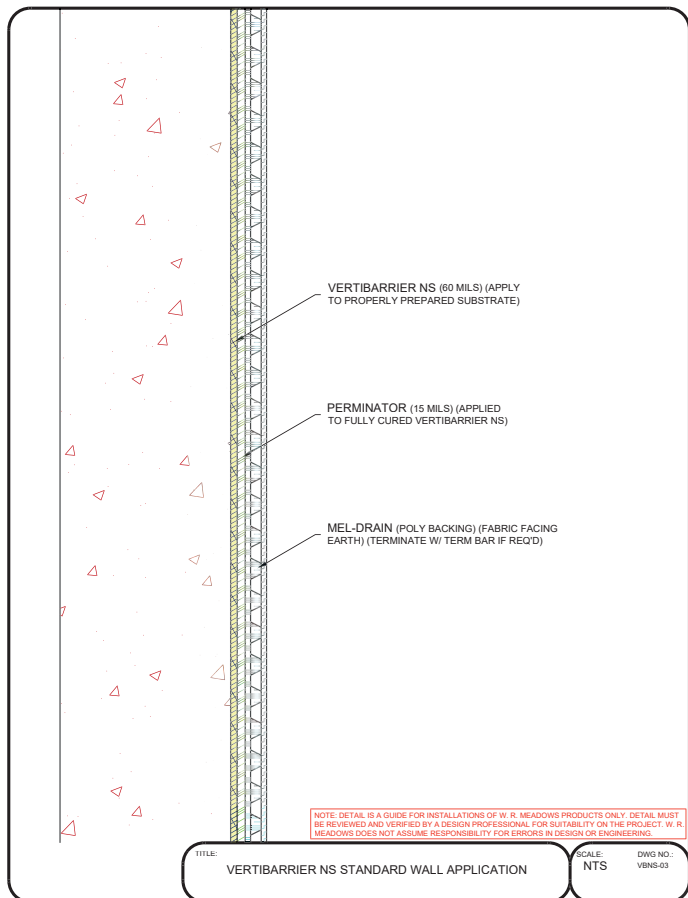 VERTIBARRIER NS (60 MILS) (APPLY
TO PROPERLY PREPARED SUBSTRATE)
PERMINATOR (15 MILS) (APPLIED
TO FULLY CURED VERTIBARRIER NS)
MEL-DRAIN (POLY BACKING) (FABRIC FACING
EARTH) (TERMINATE W/ TERM BAR IF REQ'D)
NOTE: DETAIL IS A GUIDE FOR INSTALLATIONS OF W. R. MEADOWS PRODUCTS ONLY. DETAIL MUST
BE REVIEWED AND VERIFIED BY A DESIGN PROFESSIONAL FOR SUITABILITY ON THE PROJECT. W. R.
MEADOWS DOES NOT ASSUME RESPONSIBILITY FOR ERRORS IN DESIGN OR ENGINEERING.
TITLE:
VERTIBARRIER NS STANDARD WALL APPLICATION
SCALE:
NTS
DWG NO.:
VBNS-03